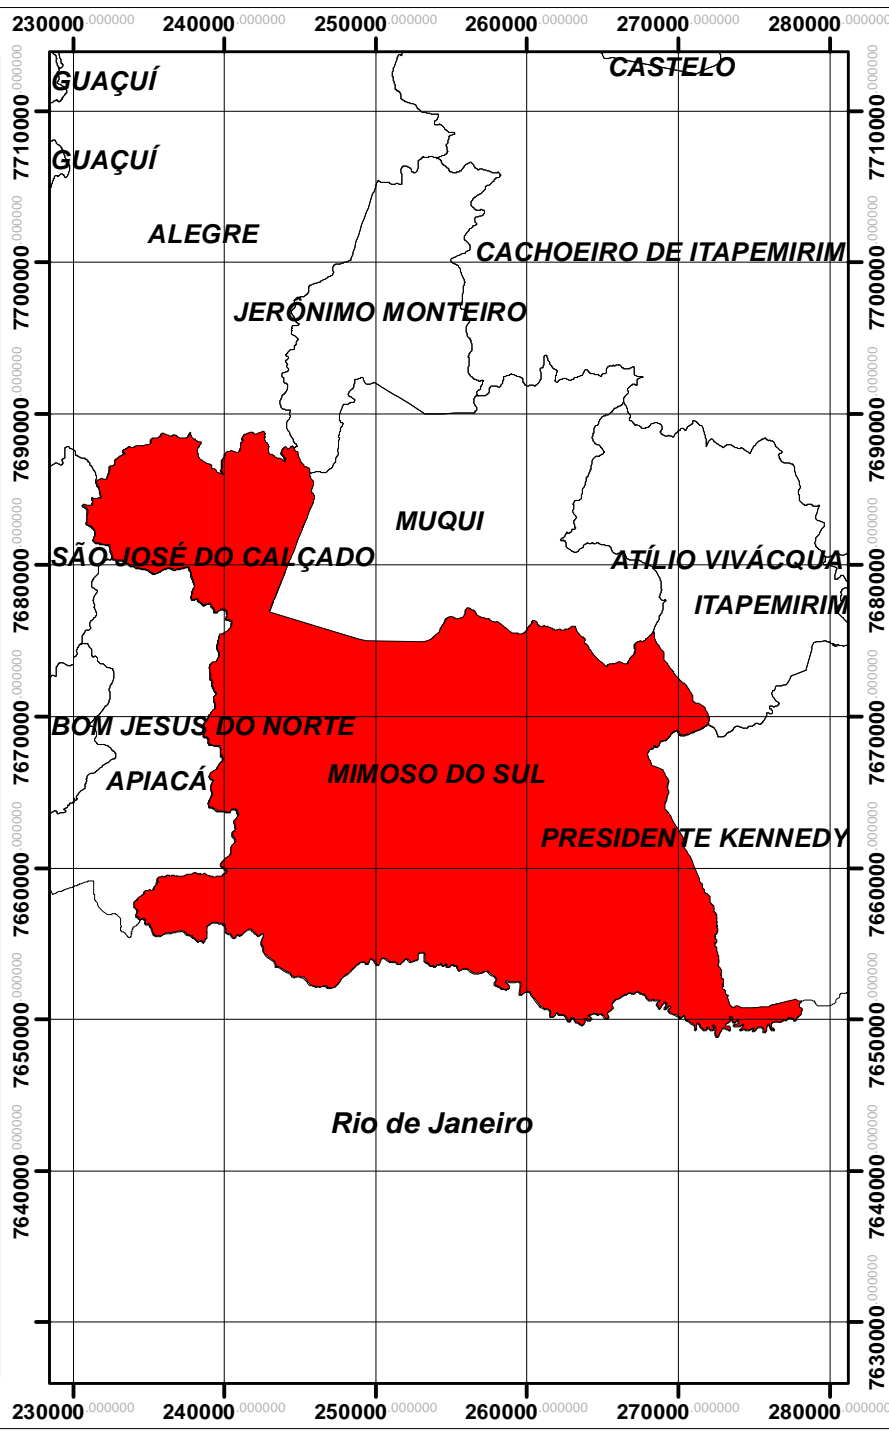 230000.000000 240000.000000 250000.000000 260000.000000 270000.000000 280000.000000
CASTELO
GUAÇUÍ
7710000.000000 7710000.000000
GUAÇUÍ
ALEGRE
CACHOEIRO DE ITAPEMIRIM
7700000.000000 7700000.000000
JERÔNIMO MONTEIRO
7690000.000000 7690000.000000
MUQUI
SÃO JOSÉ DO CALÇADO
ATÍLIO VIVÁCQUA
7680000.000000 7680000.000000
ITAPEMIRIM
BOM JESUS DO NORTE
7670000.000000 7670000.000000
MIMOSO DO SUL
APIACÁ
PRESIDENTE KENNEDY
7660000.000000 7660000.000000
7650000.000000 7650000.000000
Rio de Janeiro
7640000.000000 7640000.000000
7630000.000000 7630000.000000
230000.000000 240000.000000 250000.000000 260000.000000 270000.000000 280000.000000